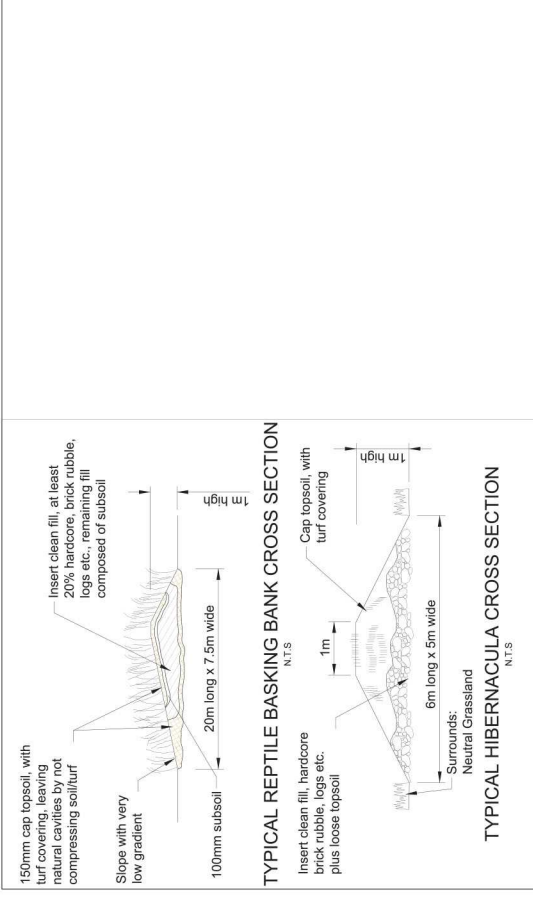 150mm cap topsoil, with
turf covering, leaving
natural cavities by not
compressing soil/turf
Insert clean fill, at least
20% hardcore, brick rubble,
logs etc., remaining fill
composed of subsoil
Slope with very
low gradient
1m high
20m long x 7.5m wide
100mm subsoil
TYPICAL REPTILE BASKING BANK CROSS SECTION
N.T.S
Insert clean fill, hardcore
brick rubble, logs etc.
plus loose topsoil
1m
Cap topsoil, with
turf covering
1m high
6m long x 5m wide
Surrounds:
Neutral Grassland
TYPICAL HIBERNACULA CROSS SECTION
N.T.S